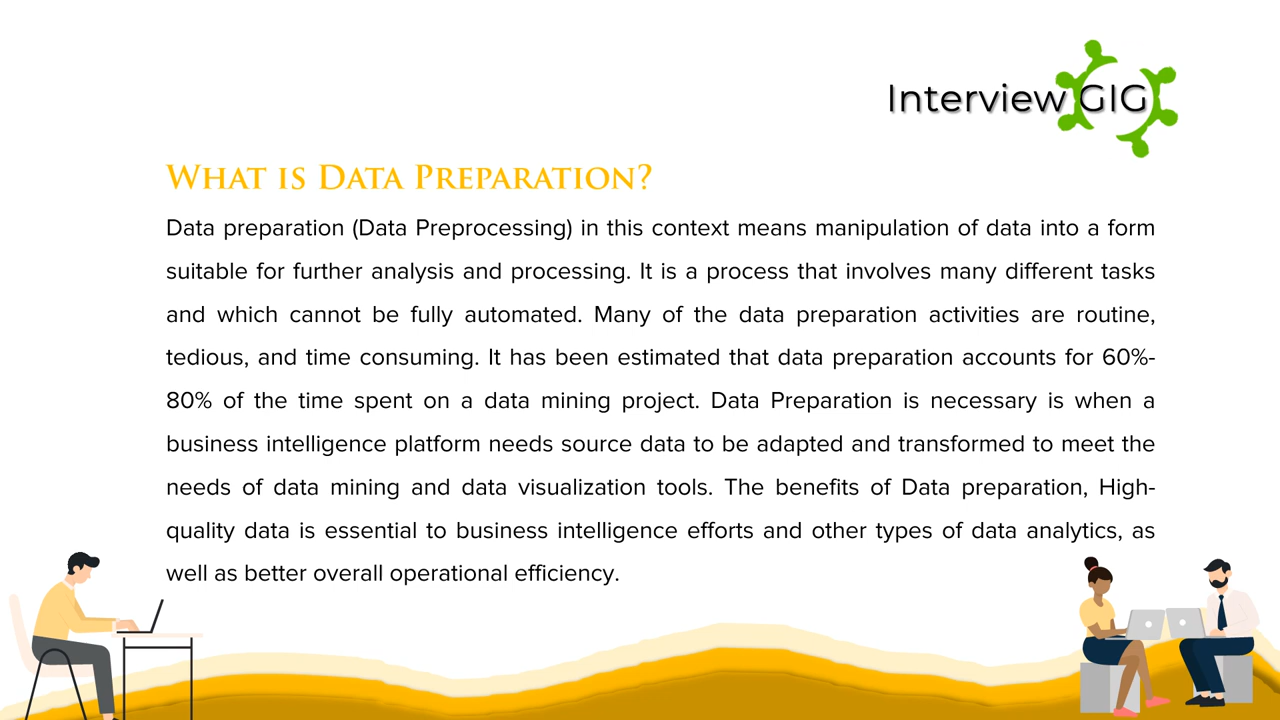 Interview GIG
What is Data Preparation?
Data preparation (Data Preprocessing) in this context means manipulation of data into a form
suitable for further analysis and processing. It is a process that involves many different tasks
and which cannot be fully automated. Many of the data preparation activities are routine,
tedious, and time consuming. It has been estimated that data preparation accounts for 60%-
80% of the time spent on a data mining project. Data Preparation is necessary is when a
business intelligence platform needs source data to be adapted and transformed to meet the
needs of data mining and data visualization tools. The benefits of Data preparation, High-
quality data is essential to business intelligence efforts and other types of data analytics, as
well as better overall operational efficiency.